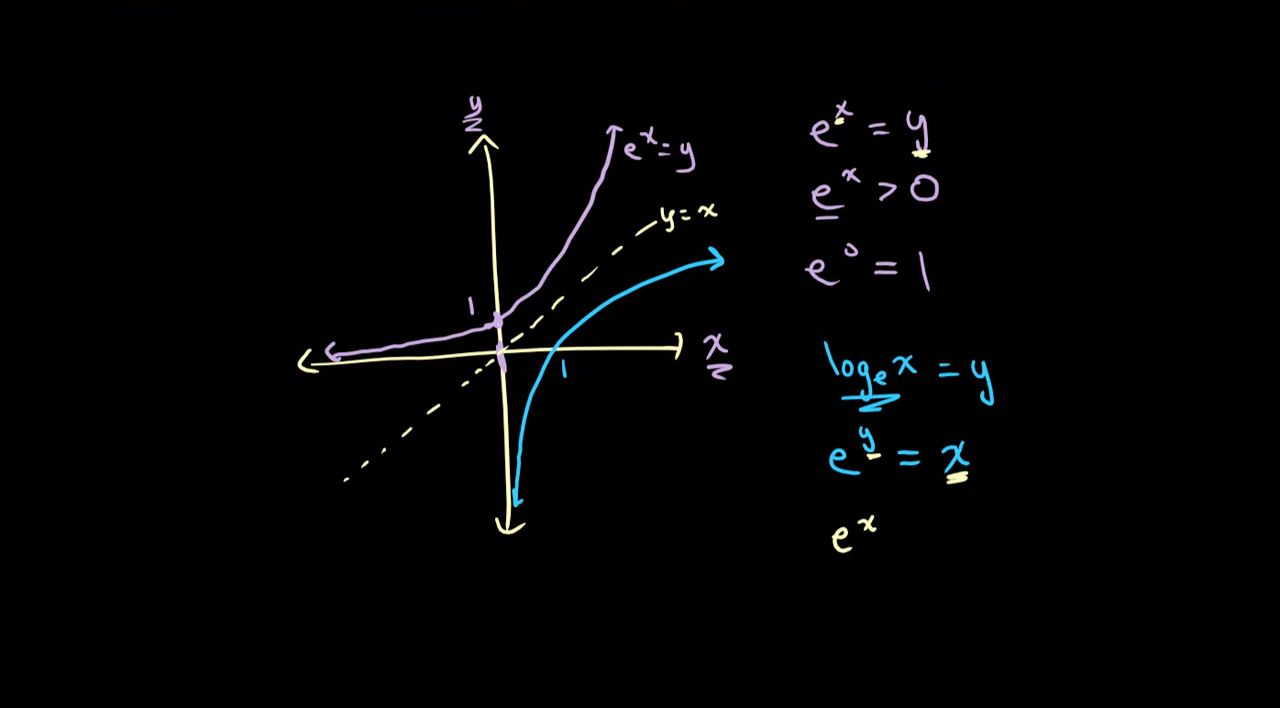 y
e^x = y
y = x
1
x
1
e^x = y
e^x > 0
e^0 = 1
log_e x = y
e^y = x
e^x